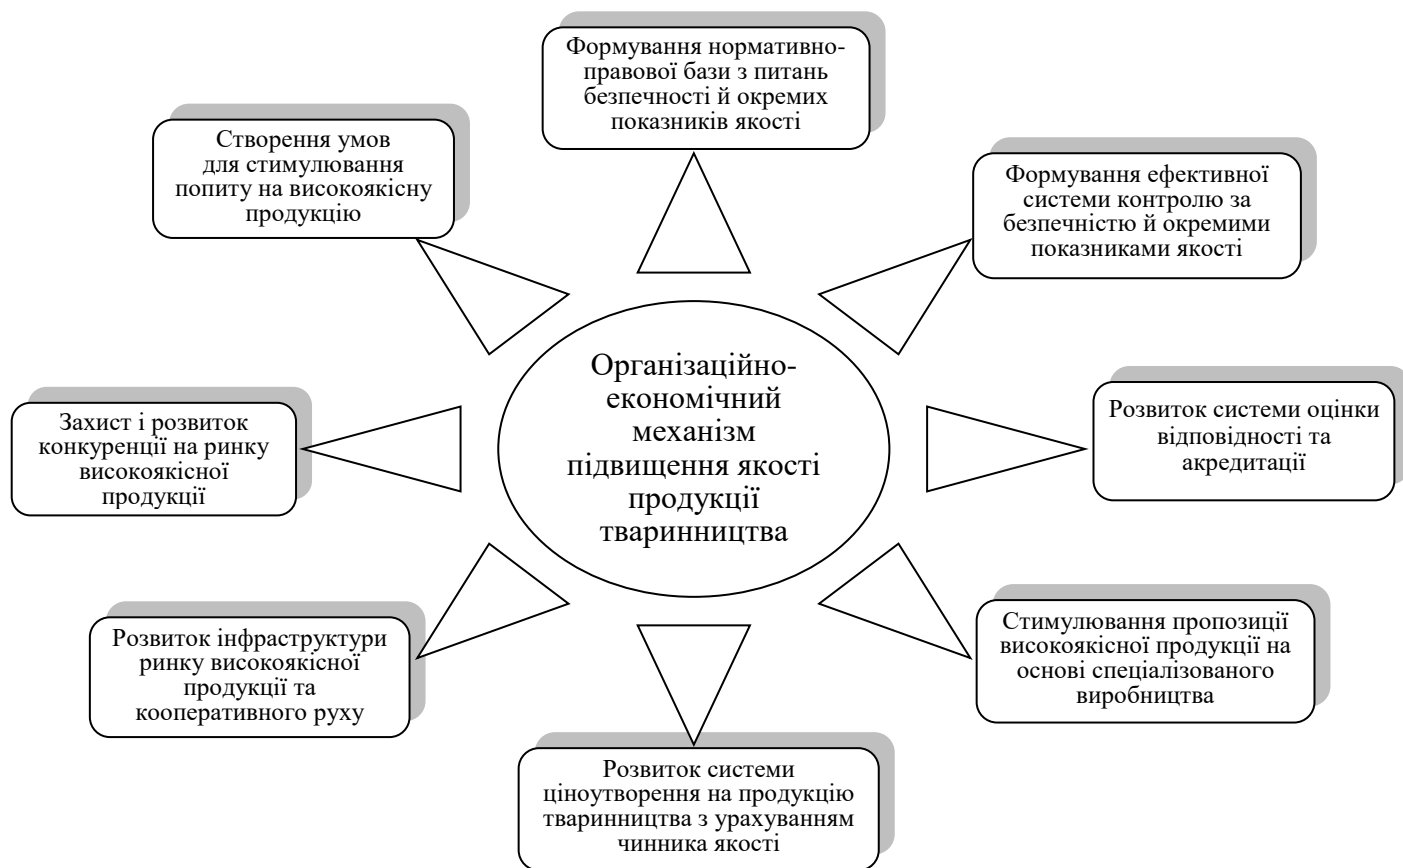 Формування нормативно-
правової бази з питань
безпечності й окремих
показників якості
Створення умов
для стимулювання
попиту на високоякісну
продукцію
Формування ефективної
системи контролю за
безпечністю й окремими
показниками якості
Організаційно-
економічний
механізм
підвищення якості
продукції
тваринництва
Захист і розвиток
конкуренції на ринку
високоякісної
продукції
Розвиток системи оцінки
відповідності та
акредитації
Розвиток інфраструктури
ринку високоякісної
продукції та
кооперативного руху
Стимулювання пропозиції
високоякісної продукції на
основі спеціалізованого
виробництва
Розвиток системи
ціноутворення на продукцію
тваринництва з урахуванням
чинника якості